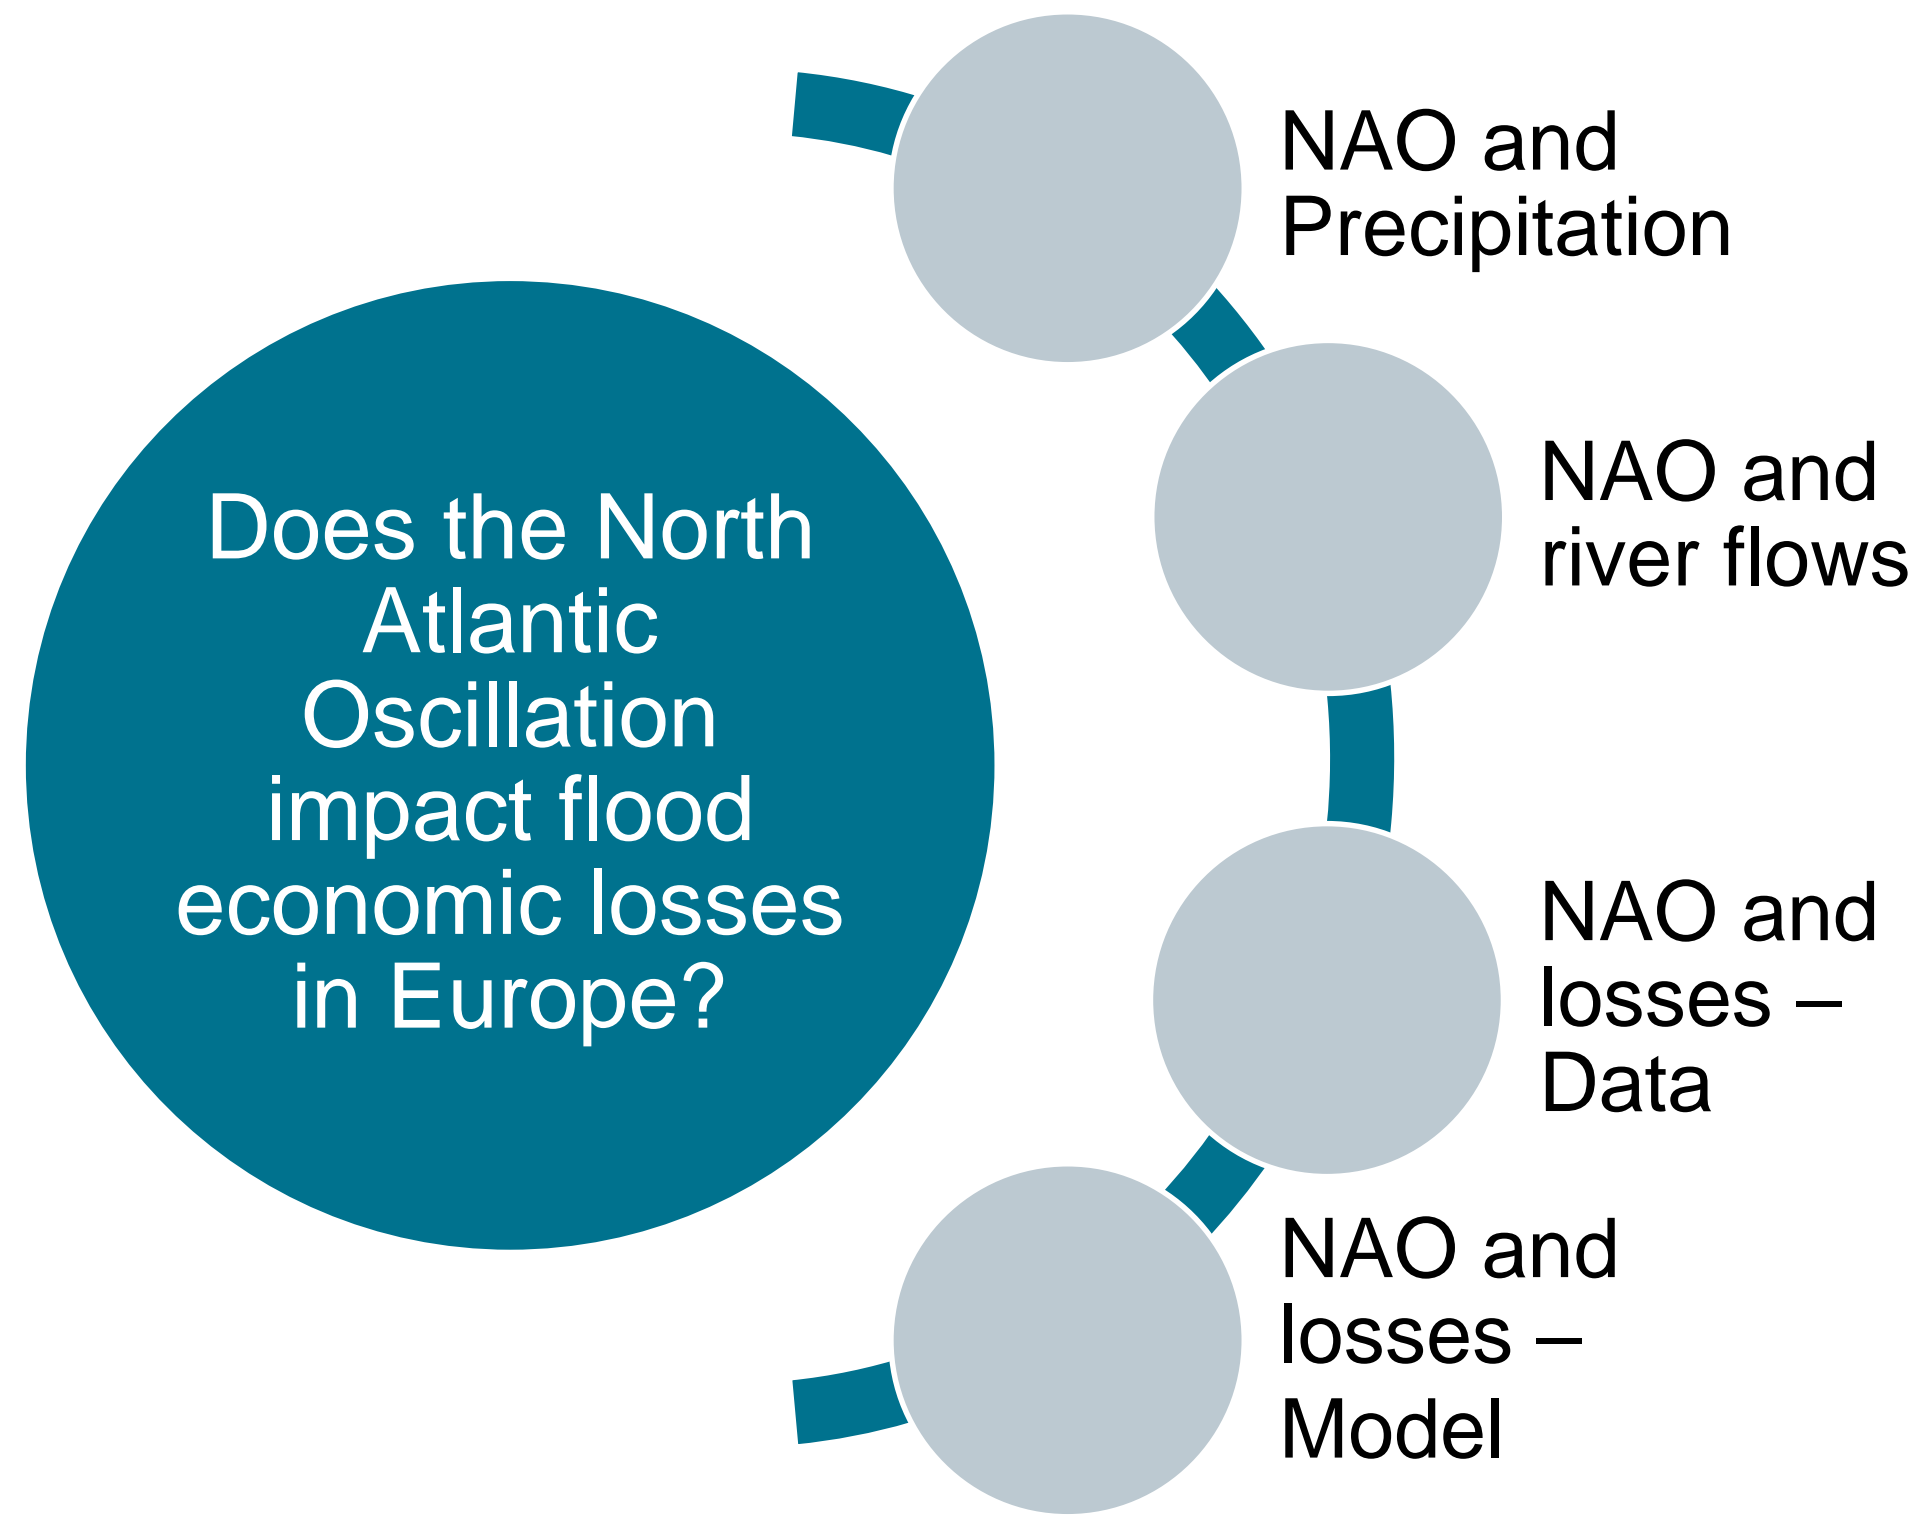 Does the North
Atlantic
Oscillation
impact flood
economic losses
in Europe?
NAO and
Precipitation
NAO and
river flows
NAO and
losses –
Data
NAO and
losses –
Model